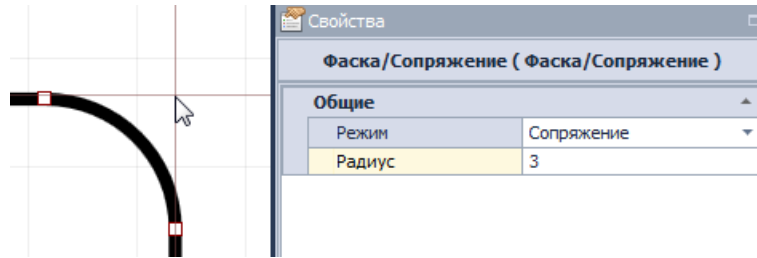 Свойства
Фаска/Сопряжение ( Фаска/Сопряжение )
Общие
Режим Сопряжение
Радиус 3